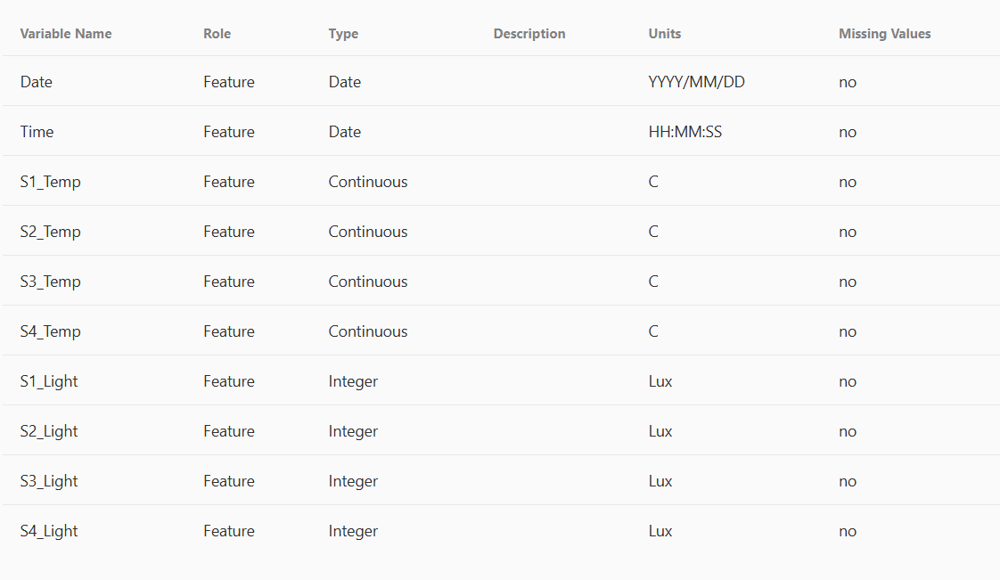 Variable Name Role Type Description Units Missing Values
Date Feature Date YYYY/MM/DD no
Time Feature Date HH:MM:SS no
S1_Temp Feature Continuous C no
S2_Temp Feature Continuous C no
S3_Temp Feature Continuous C no
S4_Temp Feature Continuous C no
S1_Light Feature Integer Lux no
S2_Light Feature Integer Lux no
S3_Light Feature Integer Lux no
S4_Light Feature Integer Lux no